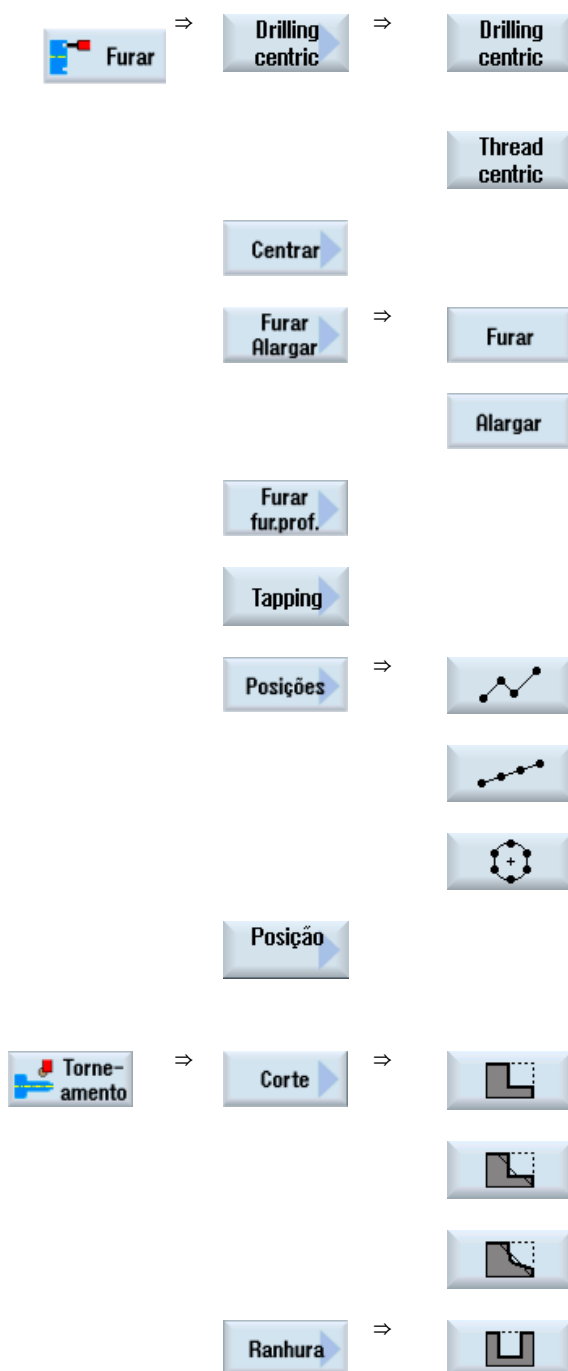 Furar
⇒
Drilling
centric
⇒
Drilling
centric
Thread
centric
Centrar
Furar
Alargar
⇒
Furar
Alargar
Furar
fur.prof.
Tapping
Posições
⇒
Posição
Torne-
amento
⇒
Corte
⇒
Ranhura
⇒